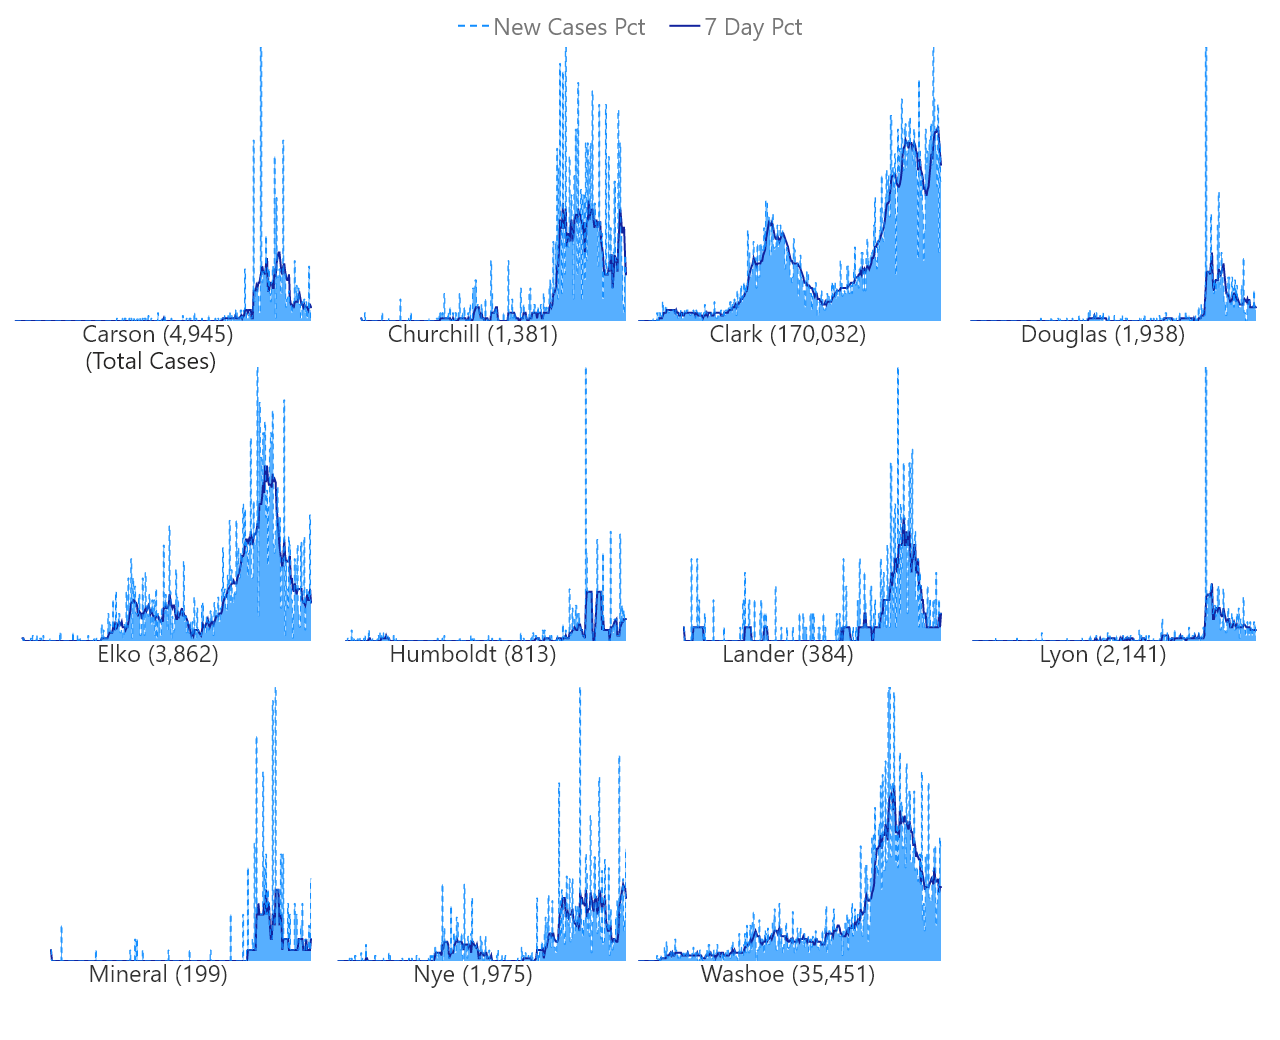 New Cases Pct 7 Day Pct
Carson (4,945) Churchill (1,381) Clark (170,032) Douglas (1,938)
(Total Cases)
Elko (3,862) Humboldt (813) Lander (384) Lyon (2,141)
Mineral (199) Nye (1,975) Washoe (35,451)